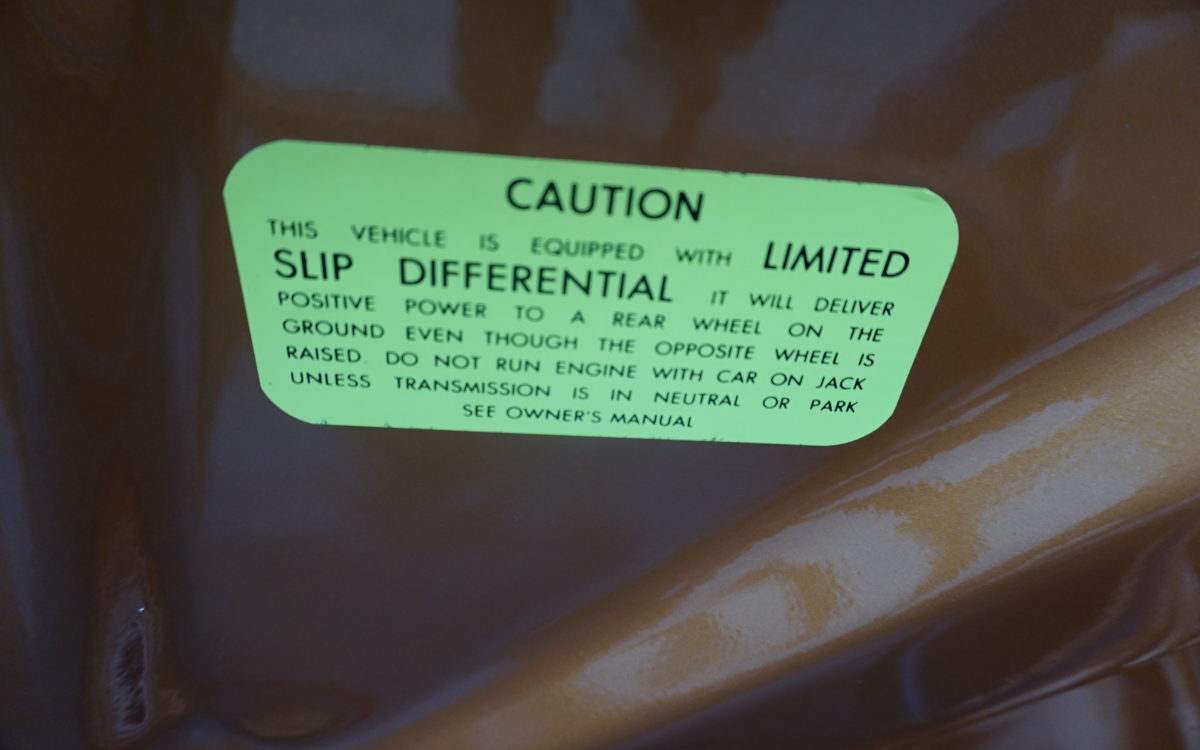 CAUTION
THIS VEHICLE IS EQUIPPED WITH LIMITED
SLIP DIFFERENTIAL IT WILL DELIVER
POSITIVE POWER TO A REAR WHEEL ON THE
GROUND EVEN THOUGH THE OPPOSITE WHEEL IS
RAISED. DO NOT RUN ENGINE WITH CAR ON JACK
UNLESS TRANSMISSION IS IN NEUTRAL OR PARK
SEE OWNER'S MANUAL